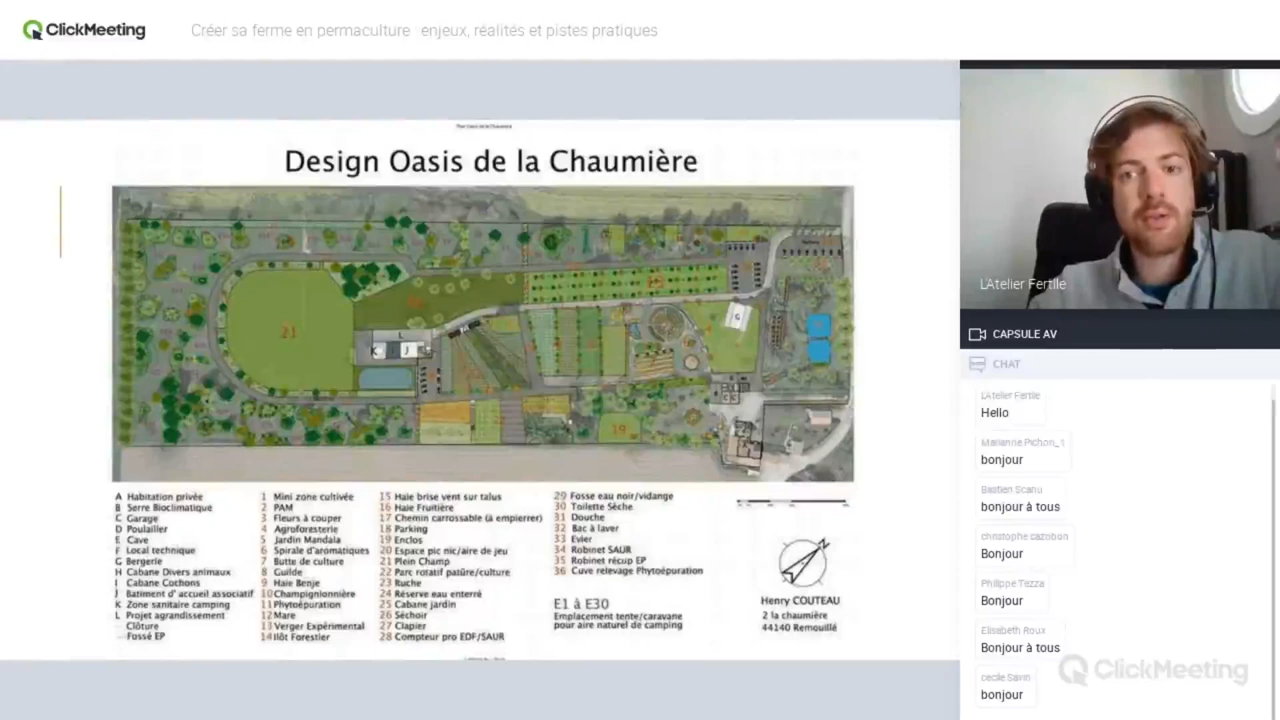 ClickMeeting
Créer sa ferme en permaculture enjeux, réalités et pistes pratiques
Design Oasis de la Chaumière
21
19
G
L
K
J
A Habitation privée
B Serre Bioclimatique
C Garage
D Poulailler
E Cave
F Local technique
G Bergerie
H Cabane Divers animaux
I Cabane Cochons
J Batiment d' accueil associatif
K Zone sanitaire camping
L Projet agrandissement
Clôture
Fossé EP
1 Mini zone cultivée
2 PAM
3 Fleurs à couper
4 Agroforesterie
5 Jardin Mandala
6 Spirale d'aromatiques
7 Butte de culture
8 Guilde
9 Haie Benje
10 Championnière
11 Phytoépuration
12 Mare
13 Verger Expérimental
14 Ilôt Forestier
15 Haie brise vent sur talus
16 Haie Fruitière
17 Chemin carrossable (à empierrer)
18 Parking
19 Enclos
20 Espace pic nic/aire de jeu
21 Plein Champ
22 Parc rotatif patûre/culture
23 Ruche
24 Réserve eau enterré
25 Cabane jardin
26 Séchoir
27 Clapier
28 Compteur pro EDF/SAUR
29 Fosse eau noir/vidange
30 Toilette Sèche
31 Douche
32 Bac à laver
33 Evier
34 Robinet SAUR
35 Robinet récup EP
36 Cuve relevage Phytoépuration
E1 à E30
Emplacement tente/caravane
pour aire naturel de camping
Henry COUTEAU
2 la chaumière
44140 Remouillé
L'Atelier Fertile
CAPSULE AV
CHAT
L'Atelier Fertile
Hello
Marianne.Pichon_1
bonjour
Bastien Scanu
bonjour à tous
christophe cazobon
Bonjour
Philippe Tezza
Bonjour
Elisabeth Roux
Bonjour à tous
cecile Savin
bonjour
ClickMeeting